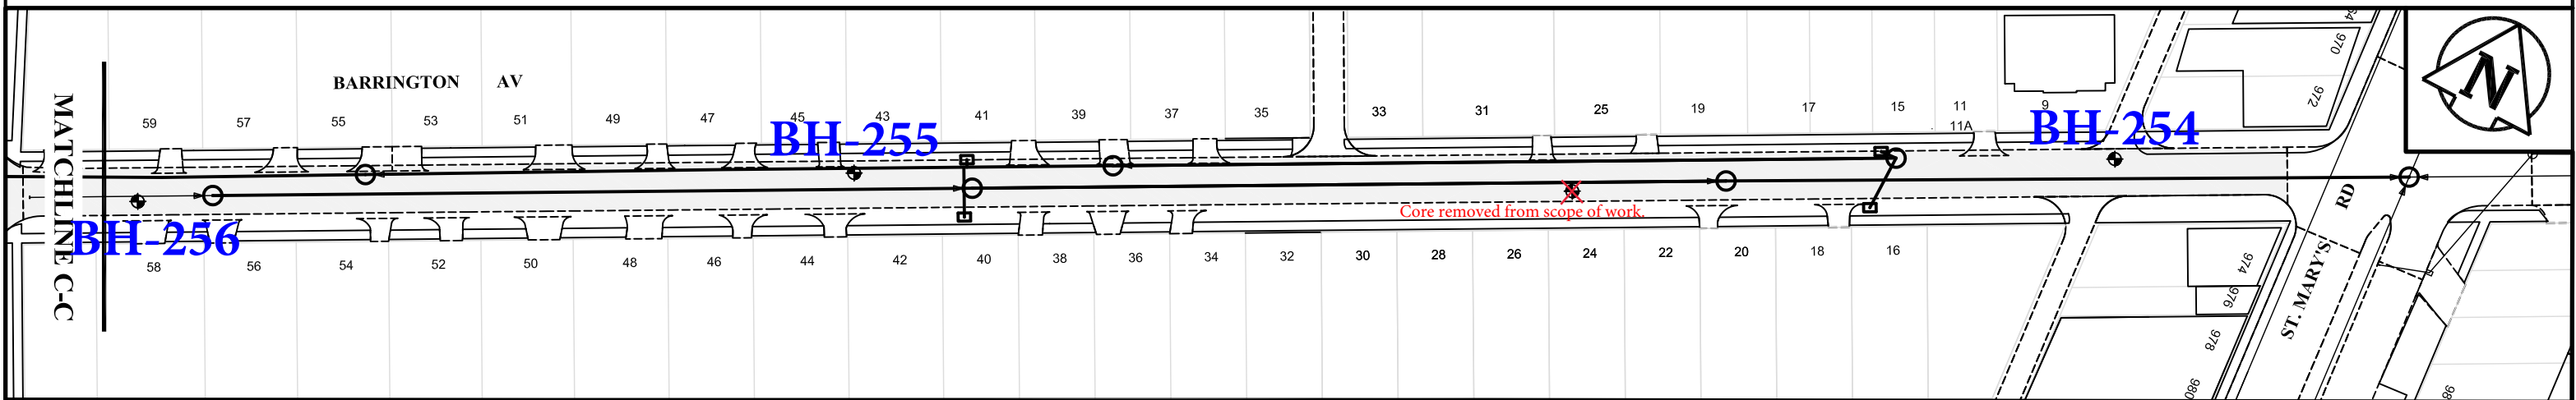 BARRINGTON AV
59 57 55 53 51 49 47 45 43 41 39 37 35 33 31 25 19 17 15 11 9
11A
BH-255
BH-254
MATCHLINE C-C
BH-256
Core removed from scope of work.
58 56 54 52 50 48 46 44 42 40 38 36 34 32 30 28 26 24 22 20 18 16
970
972
974
976
978
980
ST. MARY'S RD
N